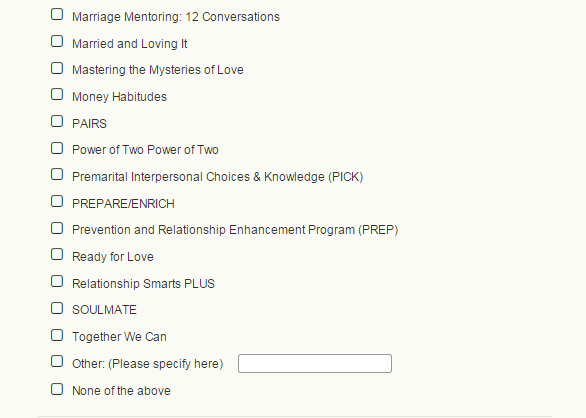 Marriage Mentoring: 12 Conversations
Married and Loving It
Mastering the Mysteries of Love
Money Habitudes
PAIRS
Power of Two Power of Two
Premarital Interpersonal Choices & Knowledge (PICK)
PREPARE/ENRICH
Prevention and Relationship Enhancement Program (PREP)
Ready for Love
Relationship Smarts PLUS
SOULMATE
Together We Can
Other: (Please specify here)
None of the above